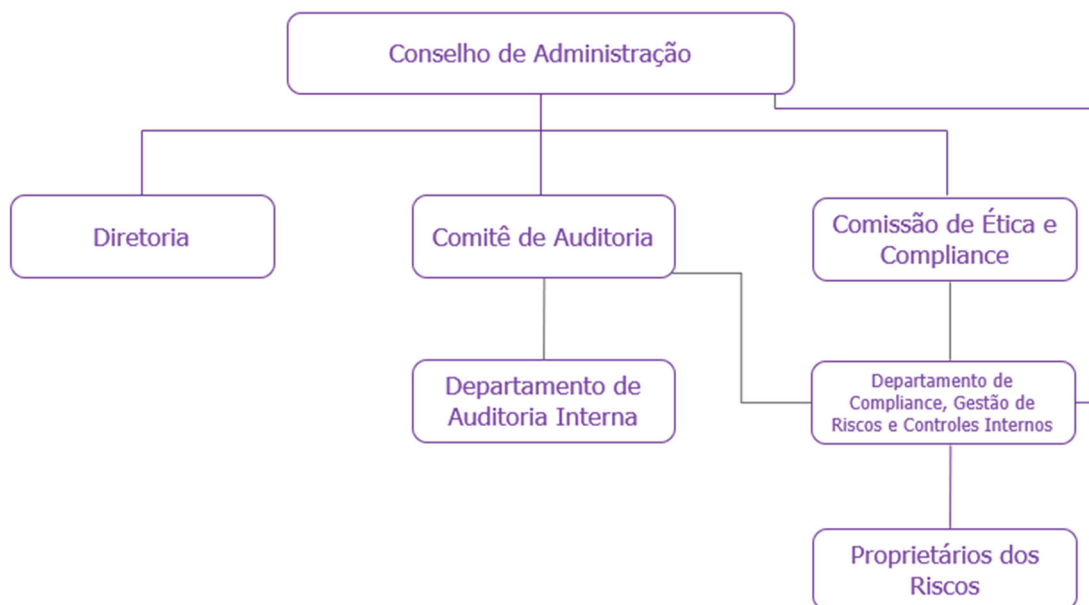 Conselho de Administração
Diretoria
Comitê de Auditoria
Comissão de Ética e
Compliance
Departamento de
Auditoria Interna
Departamento de
Compliance, Gestão de
Riscos e Controles Internos
Proprietários dos
Riscos